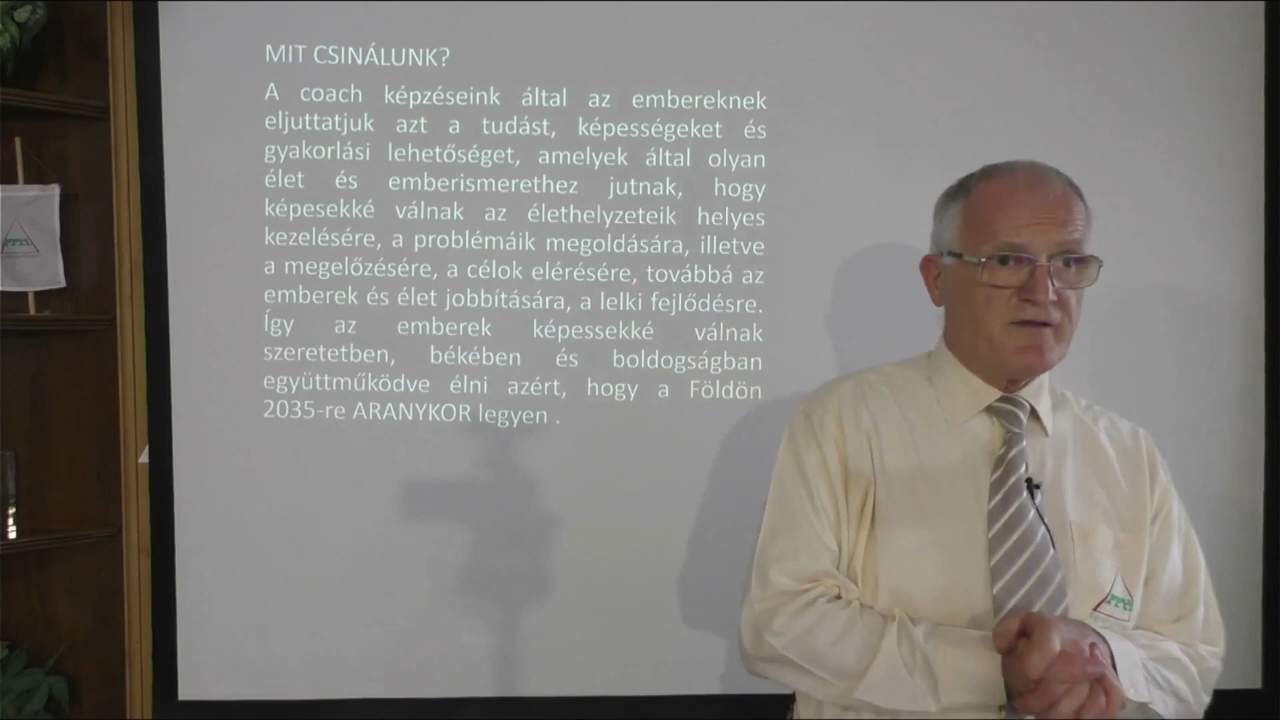 MIT CSINÁLUNK?
A coach képzéseink által az embereknek
eljuttatjuk azt a tudást, képességeket és
gyakorlási lehetőséget, amelyek által olyan
élet és emberismerethez jutnak, hogy
képesekké válnak az élethelyzeteik helyes
kezelésére, a problémáik megoldására, illetve
a megelőzésére, a célok elérésére, továbbá az
emberek és élet jobbítására, a lelki fejlődésre.
Így az emberek képessekké válnak
szeretetben, békében és boldogságban
együttműködve élni azért, hogy a Földön
2035-re ARANYKOR legyen .